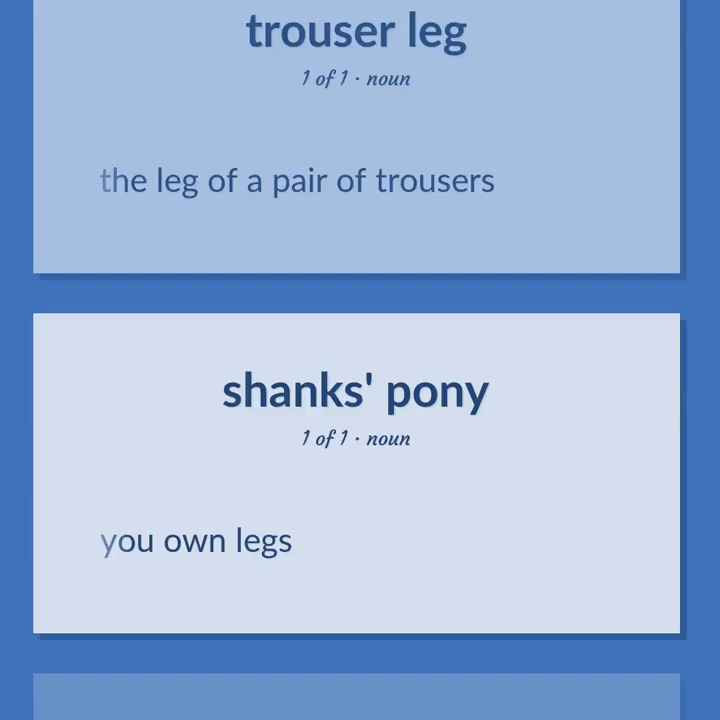 trouser leg
1 of 1 · noun
the leg of a pair of trousers
shanks' pony
1 of 1 · noun
you own legs